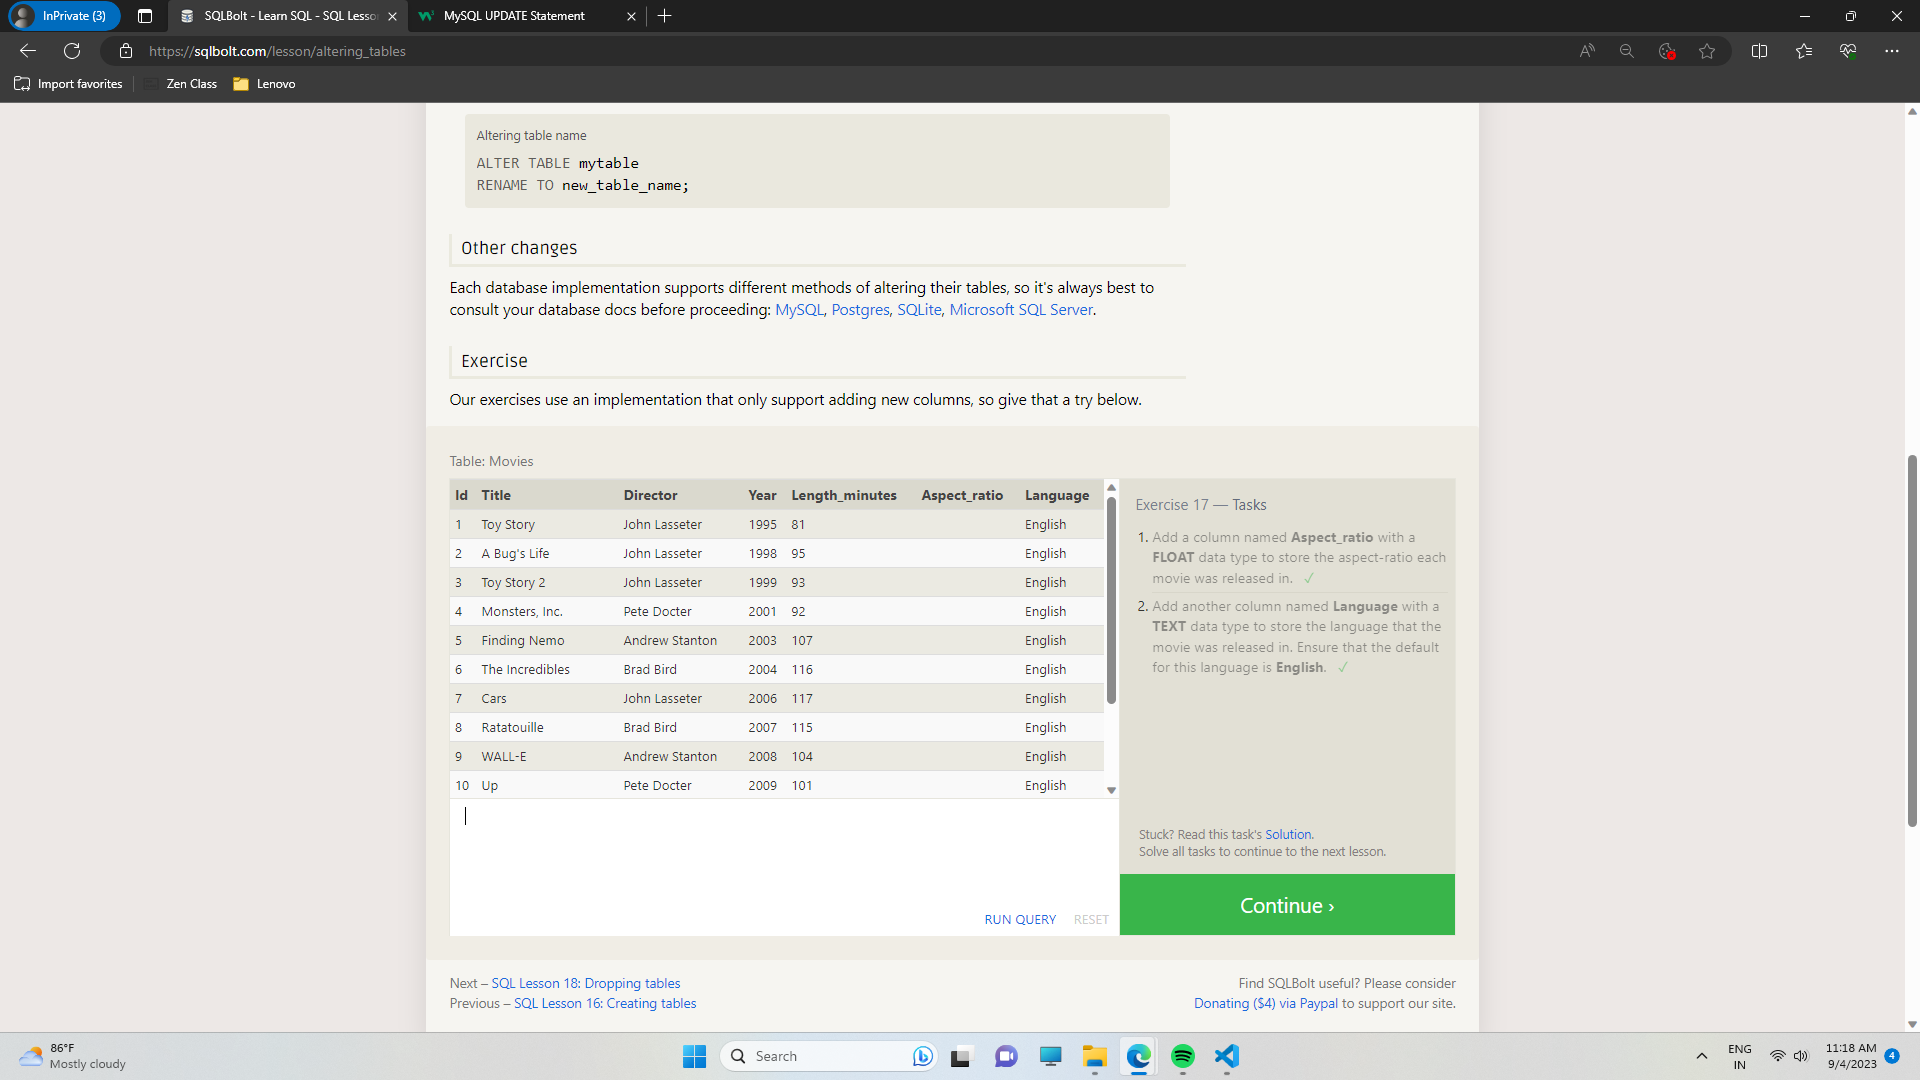 InPrivate (3)
SQLBolt - Learn SQL - SQL Lesso
MySQL UPDATE Statement
https://sqlbolt.com/lesson/altering_tables
Import favorites
Zen Class
Lenovo
Altering table name
ALTER TABLE mytable
RENAME TO new_table_name;
Other changes
Each database implementation supports different methods of altering their tables, so it's always best to
consult your database docs before proceeding: MySQL, Postgres, SQLite, Microsoft SQL Server.
Exercise
Our exercises use an implementation that only support adding new columns, so give that a try below.
Table: Movies
Id Title Director Year Length_minutes Aspect_ratio Language
1 Toy Story John Lasseter 1995 81 English
2 A Bug's Life John Lasseter 1998 95 English
3 Toy Story 2 John Lasseter 1999 93 English
4 Monsters, Inc. Pete Docter 2001 92 English
5 Finding Nemo Andrew Stanton 2003 107 English
6 The Incredibles Brad Bird 2004 116 English
7 Cars John Lasseter 2006 117 English
8 Ratatouille Brad Bird 2007 115 English
9 WALL-E Andrew Stanton 2008 104 English
10 Up Pete Docter 2009 101 English
RUN QUERY RESET
Exercise 17 — Tasks
1. Add a column named Aspect_ratio with a
FLOAT data type to store the aspect-ratio each
movie was released in. ✓
2. Add another column named Language with a
TEXT data type to store the language that the
movie was released in. Ensure that the default
for this language is English. ✓
Stuck? Read this task's Solution.
Solve all tasks to continue to the next lesson.
Continue ›
Next – SQL Lesson 18: Dropping tables
Previous – SQL Lesson 16: Creating tables
Find SQLBolt useful? Please consider
Donating ($4) via Paypal to support our site.
86°F
Mostly cloudy
Search
ENG
IN
11:18 AM
9/4/2023
4